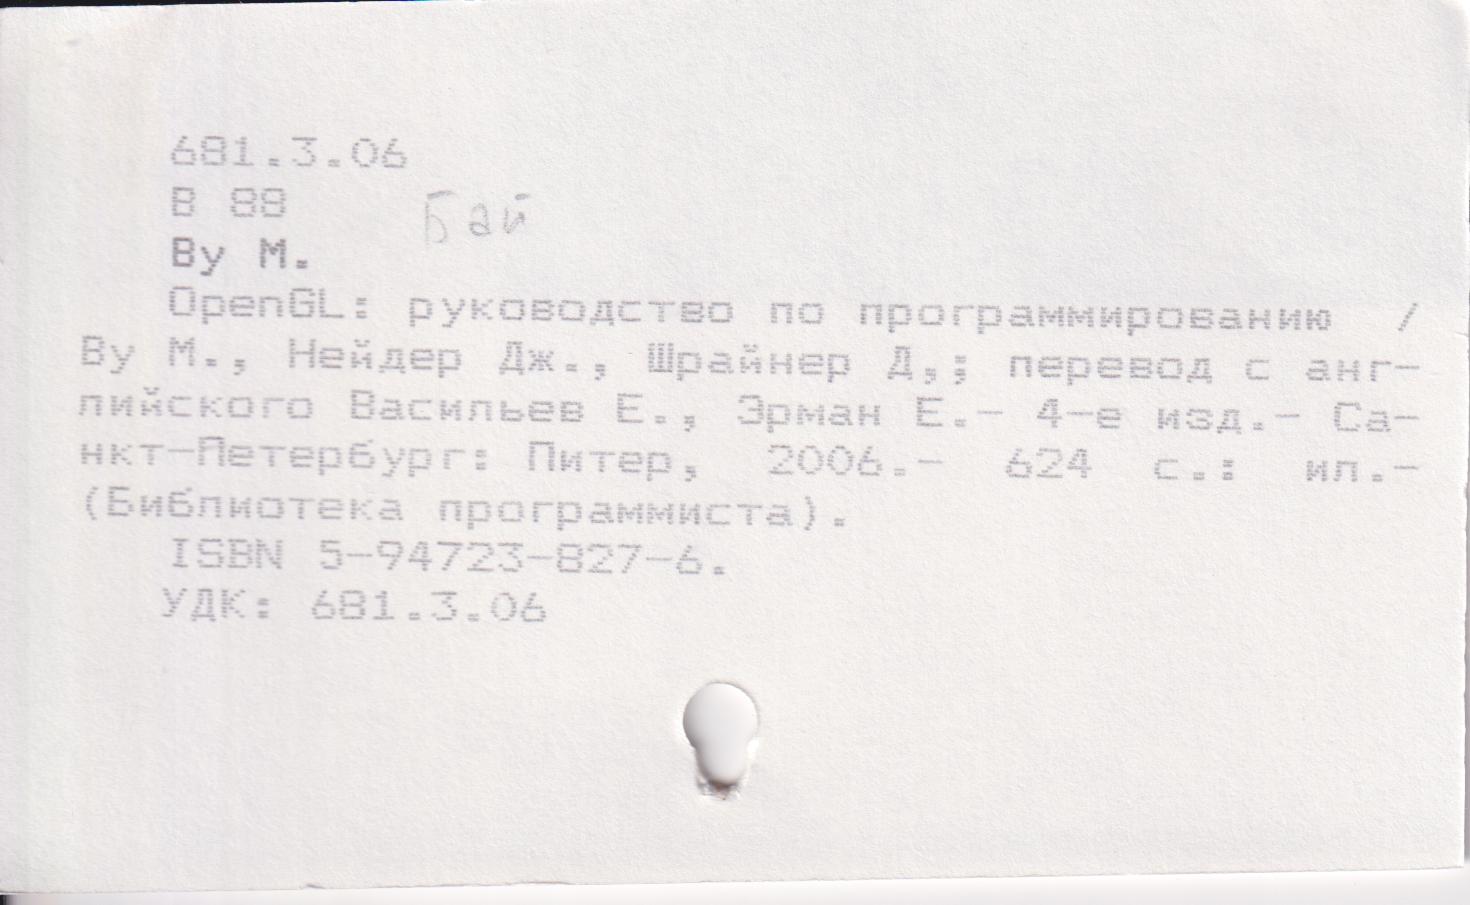 681.3.06
В 88
Бай
Ву М.
OpenGL: руководство по программированию /
Ву М., Нейдер Дж., Шрайнер Д,; перевод с анг-
лийского Васильев Е., Эрман Е.- 4-е изд.- Са-
нкт-Петербург: Питер, 2006.- 624 с.: ил.-
(Библиотека программиста).
ISBN 5-94723-827-6.
УДК: 681.3.06